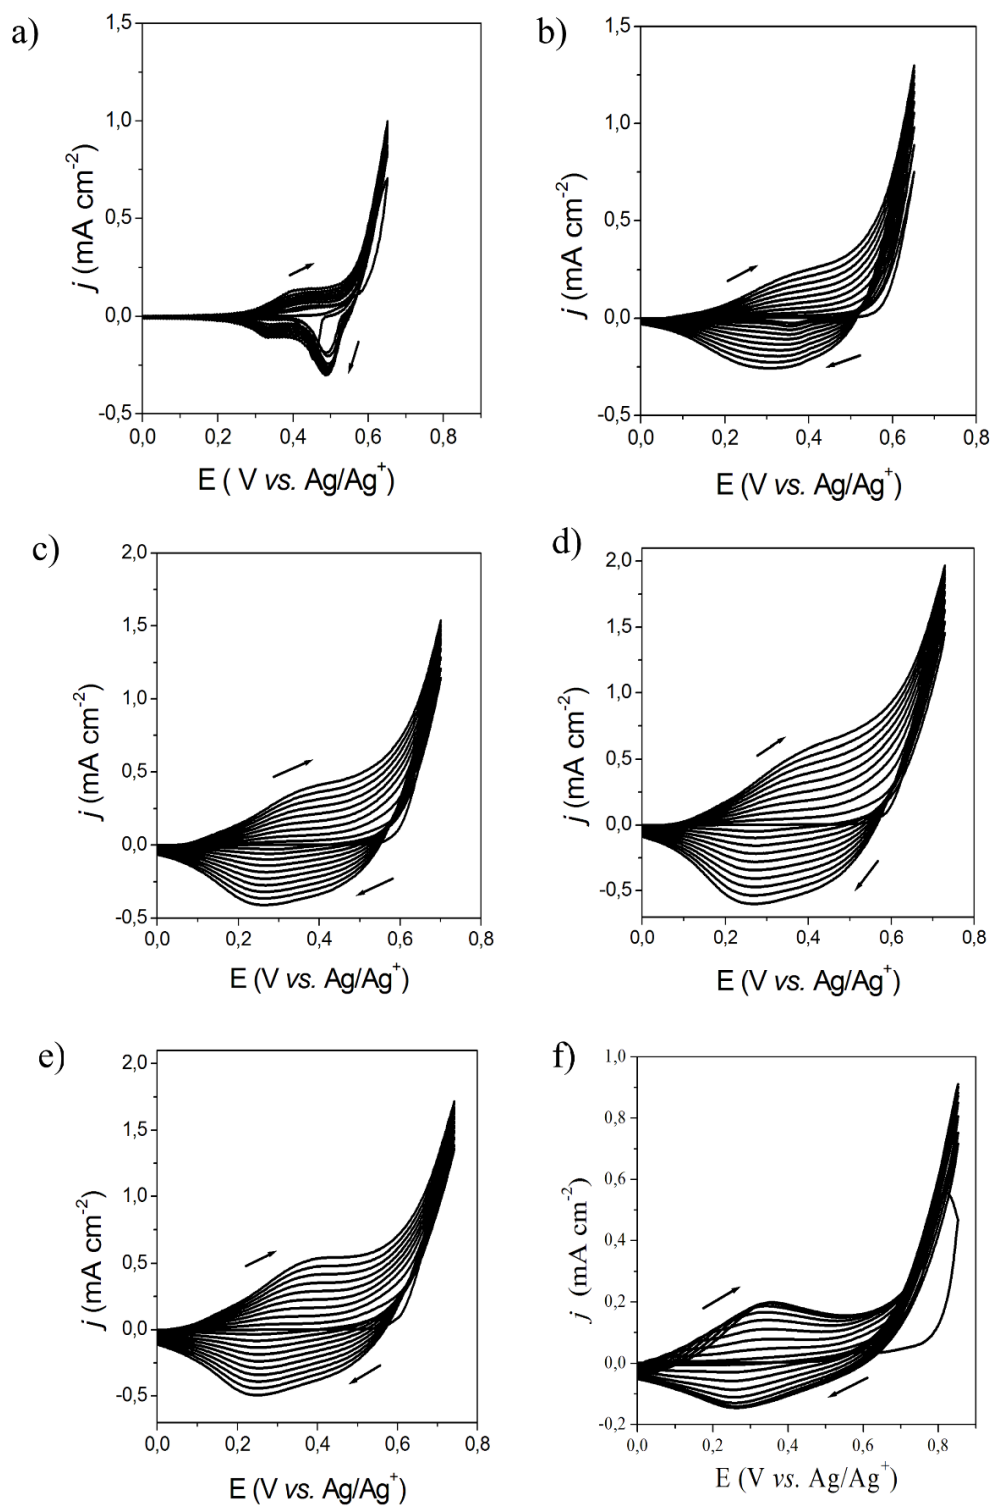 a)
1,5
1,0
0,5
0,0
-0,5
j (mA cm-2)
0,0 0,2 0,4 0,6 0,8
E ( V vs. Ag/Ag+)
b)
1,5
1,0
0,5
0,0
-0,5
j (mA cm-2)
0,0 0,2 0,4 0,6 0,8
E (V vs. Ag/Ag+)
c)
2,0
1,5
1,0
0,5
0,0
-0,5
j (mA cm-2)
0,0 0,2 0,4 0,6 0,8
E (V vs. Ag/Ag+)
d)
2,0
1,5
1,0
0,5
0,0
-0,5
j (mA cm-2)
0,0 0,2 0,4 0,6 0,8
E (V vs. Ag/Ag+)
e)
2,0
1,5
1,0
0,5
0,0
-0,5
j (mA cm-2)
0,0 0,2 0,4 0,6 0,8
E (V vs. Ag/Ag+)
f)
1,0
0,8
0,6
0,4
0,2
0,0
-0,2
j (mA cm-2)
0,0 0,2 0,4 0,6 0,8
E (V vs. Ag/Ag+)